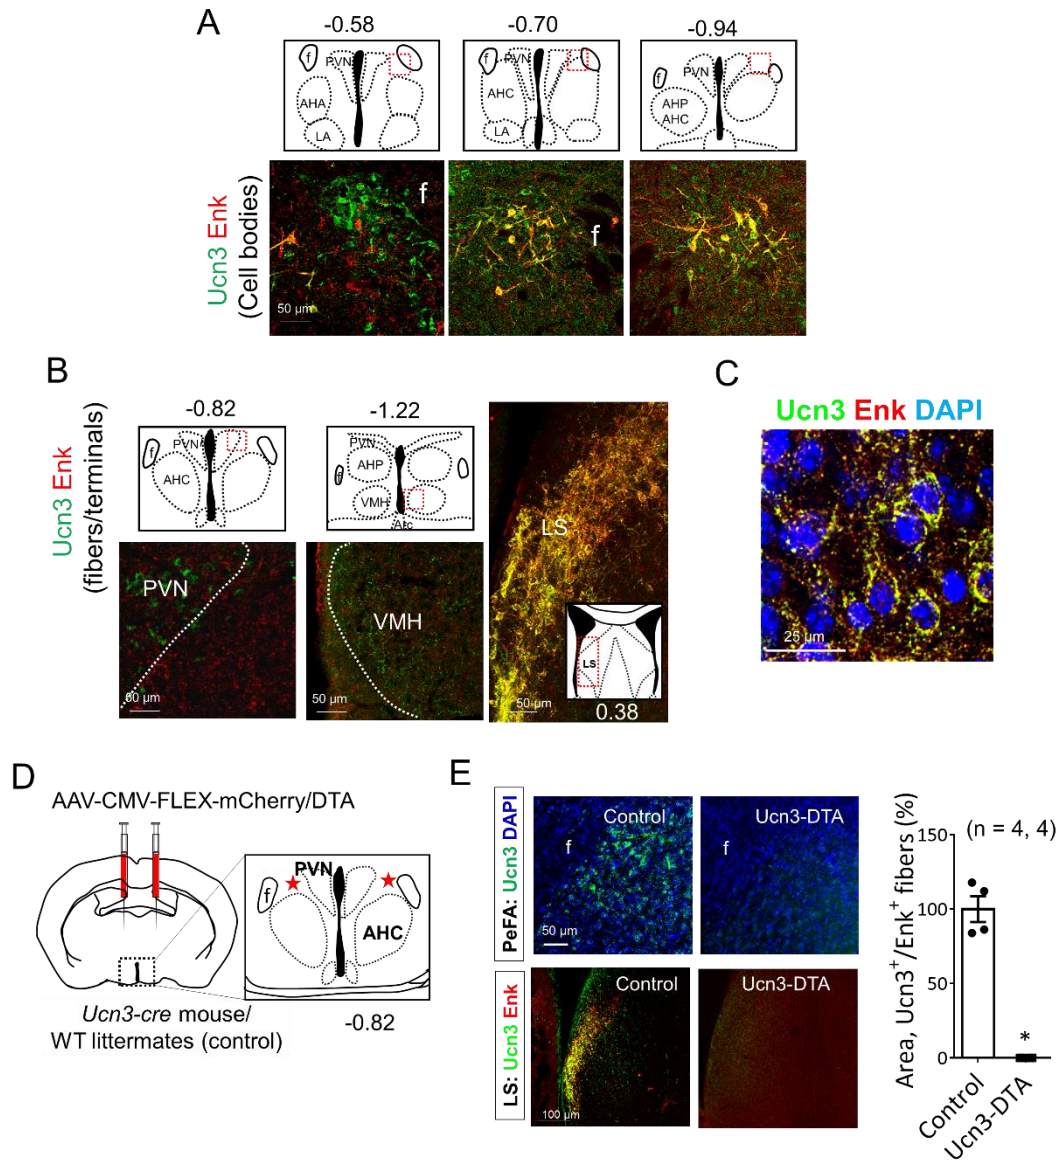 A
-0.58
-0.70
-0.94
f
PVN
AHA
LA
f
PVN
AHC
LA
f
PVN
AHP
AHC
Ucn3 Enk
(Cell bodies)
f
50 µm
f
B
-0.82
-1.22
Ucn3 Enk
(fibers/terminals)
PVN
f
AHC
PVN
AHP
f
VMH
Arc
PVN
60 µm
VMH
50 µm
LS
50 µm
LS
0.38
C
Ucn3 Enk DAPI
25 µm
D
AAV-CMV-FLEX-mCherry/DTA
PVN
f
AHC
-0.82
Ucn3-cre mouse/
WT littermates (control)
E
PeFA: Ucn3 DAPI
Control
f
50 µm
Ucn3-DTA
f
LS: Ucn3 Enk
Control
100 µm
Ucn3-DTA
Area, Ucn3+/Enk+ fibers (%)
(n = 4, 4)
150
100
50
0
*
Control
Ucn3-DTA